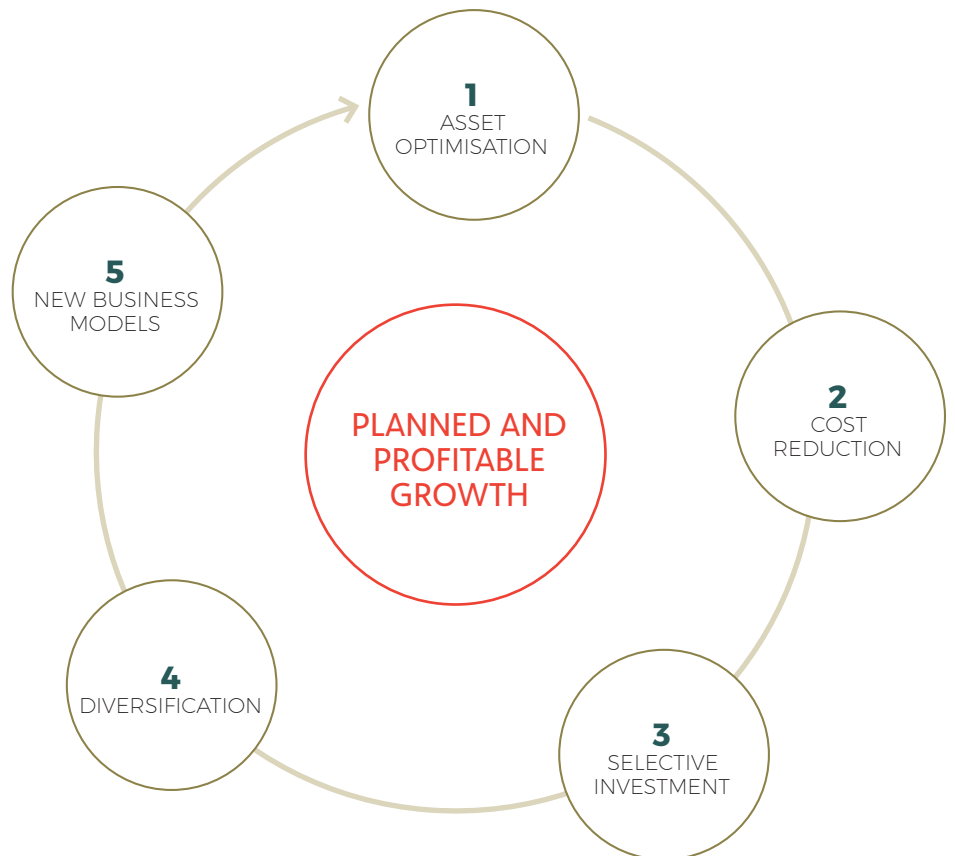 1
ASSET
OPTIMISATION
2
COST
REDUCTION
3
SELECTIVE
INVESTMENT
4
DIVERSIFICATION
5
NEW BUSINESS
MODELS
PLANNED AND
PROFITABLE
GROWTH